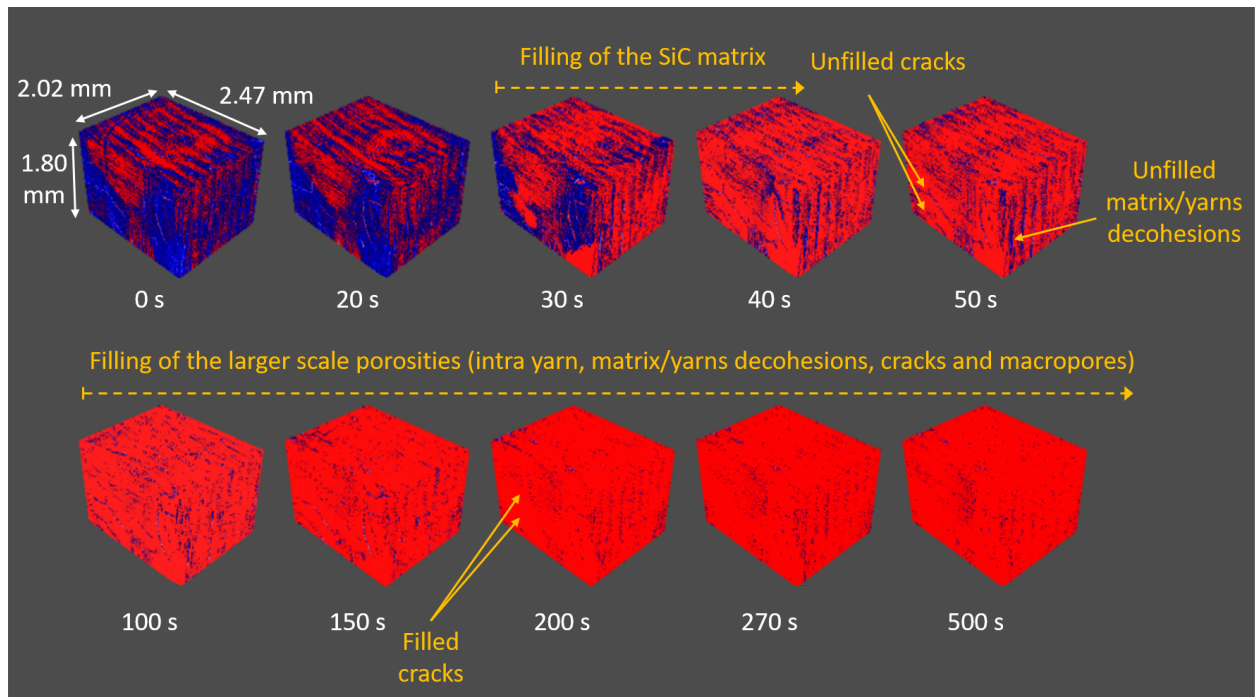 Filling of the SiC matrix
Unfilled cracks
2.02 mm
2.47 mm
1.80
mm
Unfilled
matrix/yarns
decohesions
0 s
20 s
30 s
40 s
50 s
Filling of the larger scale porosities (intra yarn, matrix/yarns decohesions, cracks and macropores)
100 s
150 s
200 s
270 s
500 s
Filled
cracks